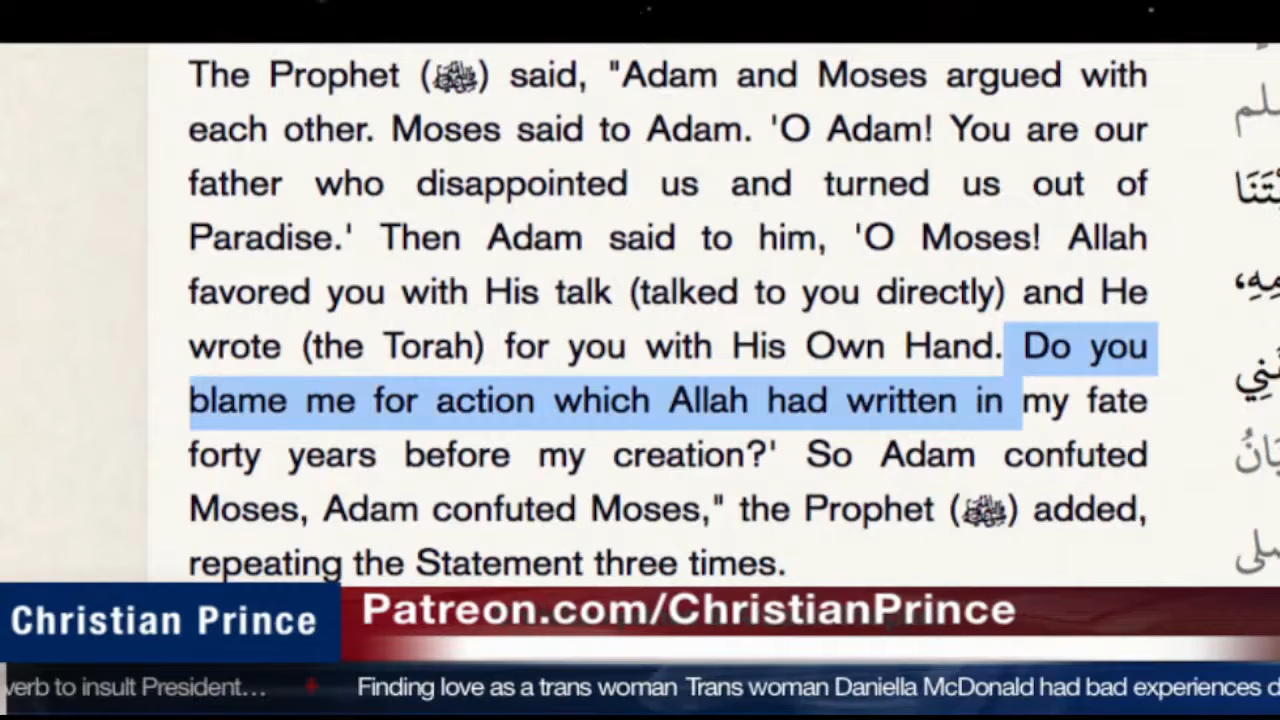 The Prophet (ﷺ) said, "Adam and Moses argued with
each other. Moses said to Adam. 'O Adam! You are our
father who disappointed us and turned us out of
Paradise.' Then Adam said to him, 'O Moses! Allah
favored you with His talk (talked to you directly) and He
wrote (the Torah) for you with His Own Hand. Do you
blame me for action which Allah had written in my fate
forty years before my creation?' So Adam confuted
Moses, Adam confuted Moses," the Prophet (ﷺ) added,
repeating the Statement three times.
Christian Prince
Patreon.com/ChristianPrince
verb to insult President... Finding love as a trans woman Trans woman Daniella McDonald had bad experiences